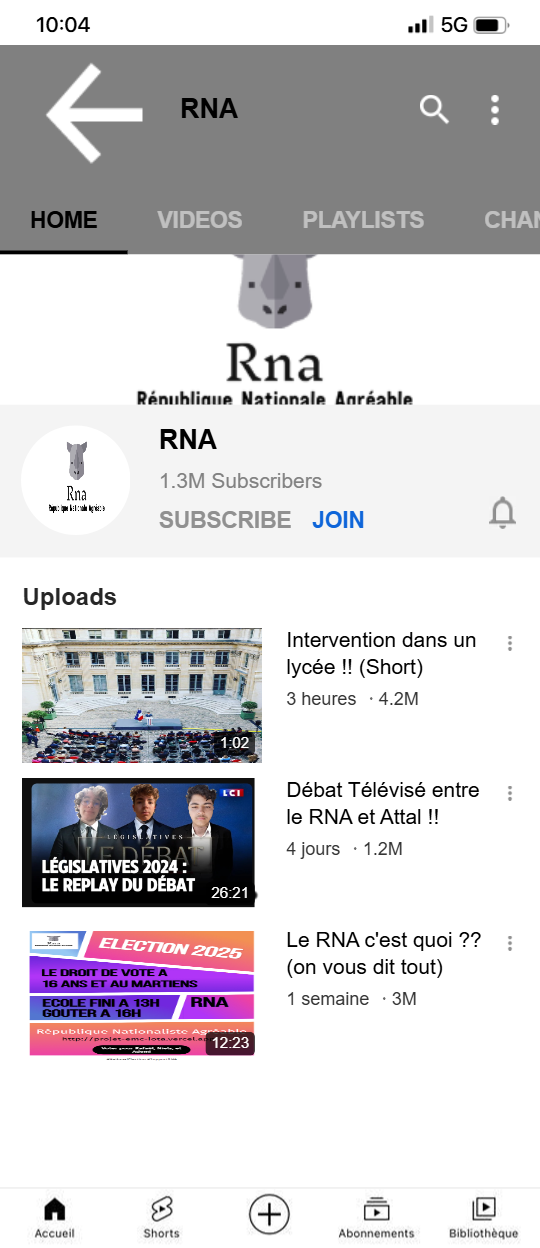 10:04
5G
RNA
HOME
VIDEOS
PLAYLISTS
CHAN
Rna
République Nationale Agréable
Rna
République Nationale Agréable
RNA
1.3M Subscribers
SUBSCRIBE
JOIN
Uploads
Intervention dans un
lycée !! (Short)
3 heures · 4.2M
1:02
Débat Télévisé entre
le RNA et Attal !!
4 jours · 1.2M
LCI
LÉGISLATIVES
LE DÉBAT
LÉGISLATIVES 2024 :
LE REPLAY DU DÉBAT
26:21
Le RNA c'est quoi ??
(on vous dit tout)
1 semaine · 3M
ELECTION 2025
LE DROIT DE VOTE A
16 ANS ET AU MARTIENS
ECOLE FINI A 13H
GOUTER A 16H
RNA
République Nationaliste Agréable
http://projet-emc-lota.vercel.ap
12:23
Accueil
Shorts
Abonnements
Bibliothèque